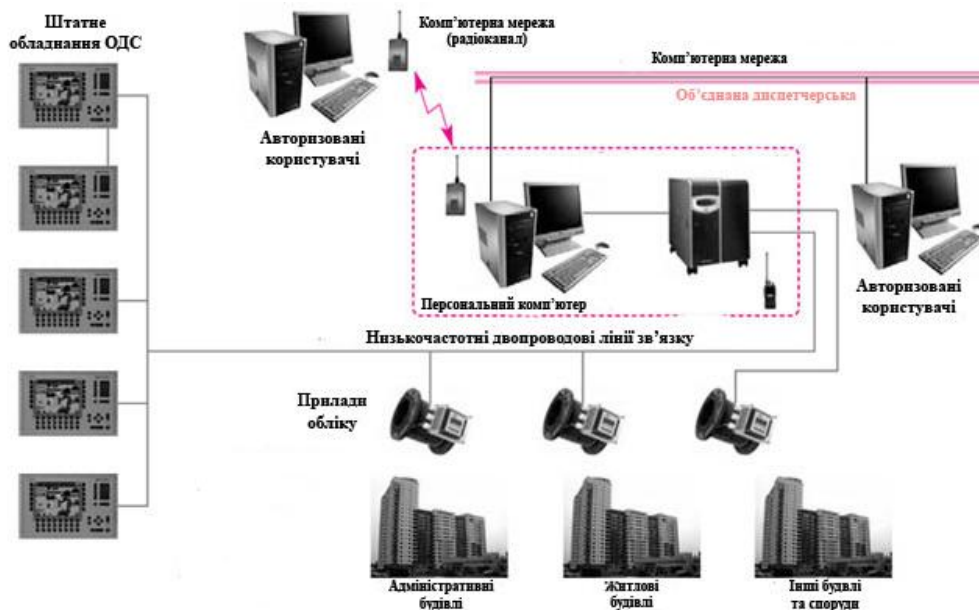 Штатне
обладнання ОДС
Комп’ютерна мережа
(радіоканал)
Комп’ютерна мережа
Об’єднана диспетчерська
Авторизовані
користувачі
Персональний комп’ютер
Авторизовані
користувачі
Низькочастотні двопроводові лінії зв’язку
Прилади
обліку
Адміністративні
будівлі
Житлові
будівлі
Інші будвлі
та споруди